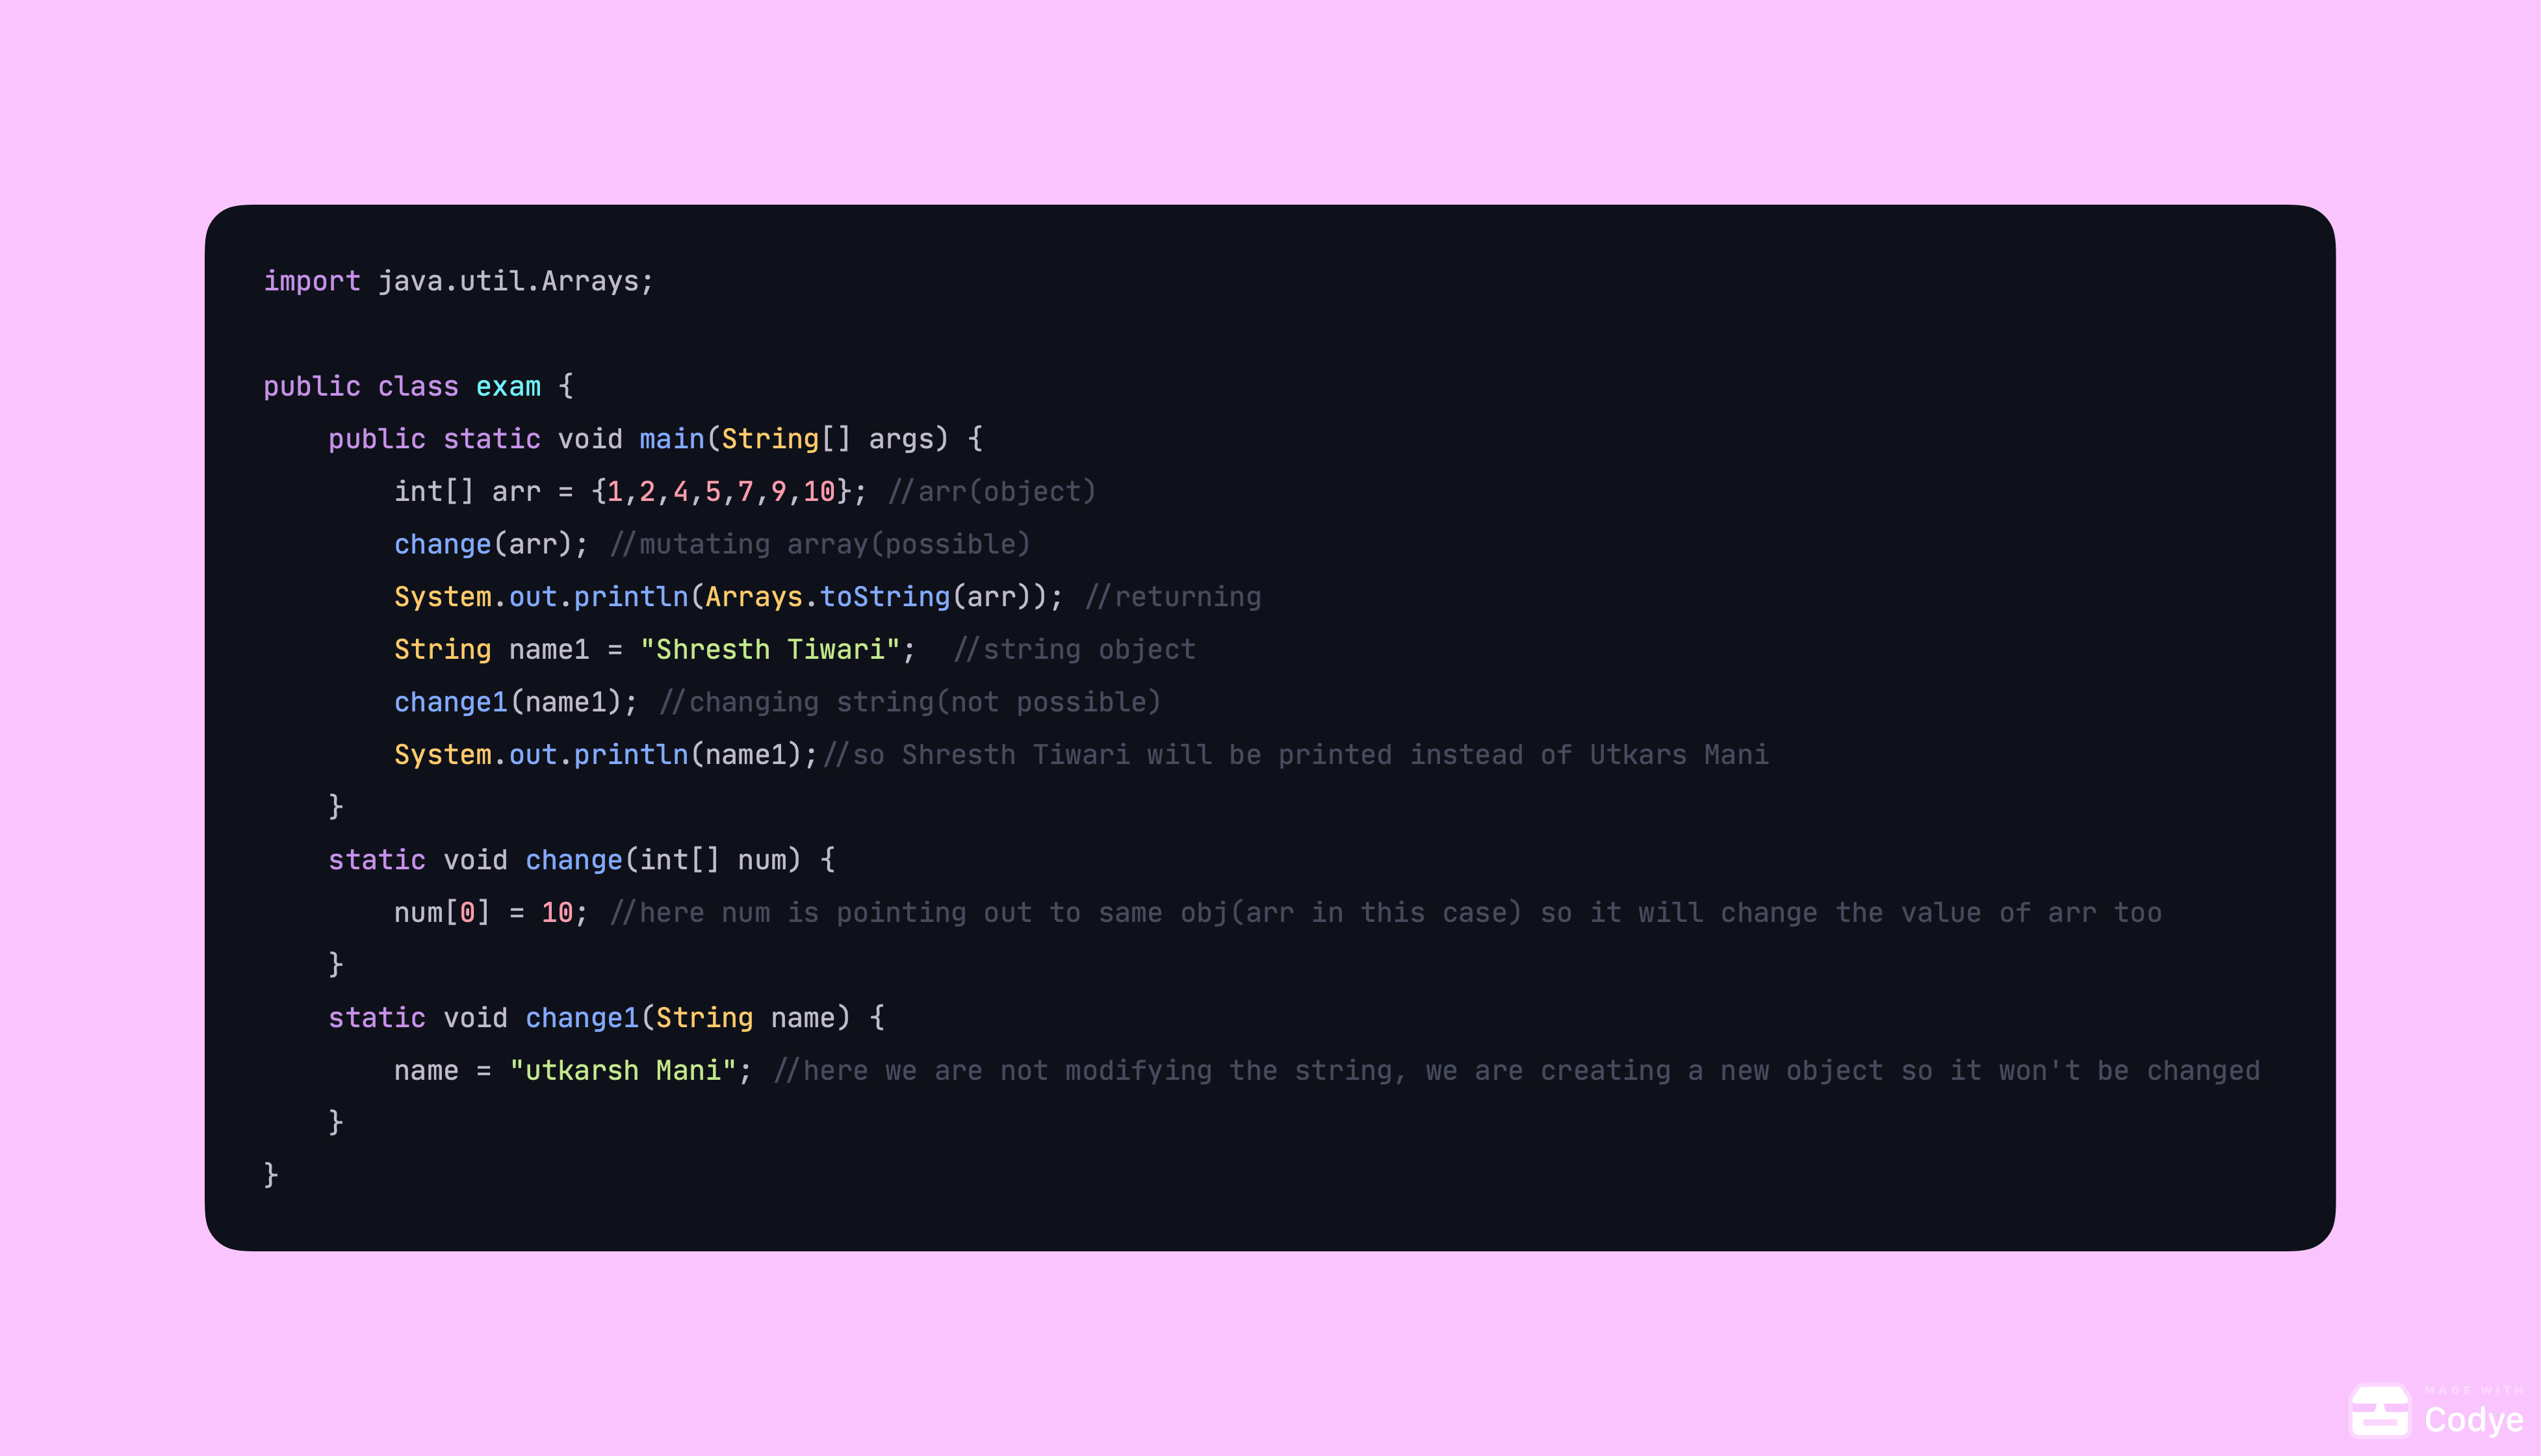 import java.util.Arrays;
public class exam {
    public static void main(String[] args) {
        int[] arr = {1,2,4,5,7,9,10}; //arr(object)
        change(arr); //mutating array(possible)
        System.out.println(Arrays.toString(arr)); //returning
        String name1 = "Shresth Tiwari";  //string object
        change1(name1); //changing string(not possible)
        System.out.println(name1);//so Shresth Tiwari will be printed instead of Utkars Mani
    }
    static void change(int[] num) {
        num[0] = 10; //here num is pointing out to same obj(arr in this case) so it will change the value of arr too
    }
    static void change1(String name) {
        name = "utkarsh Mani"; //here we are not modifying the string, we are creating a new object so it won't be changed
    }
}
MADE WITH
Codye